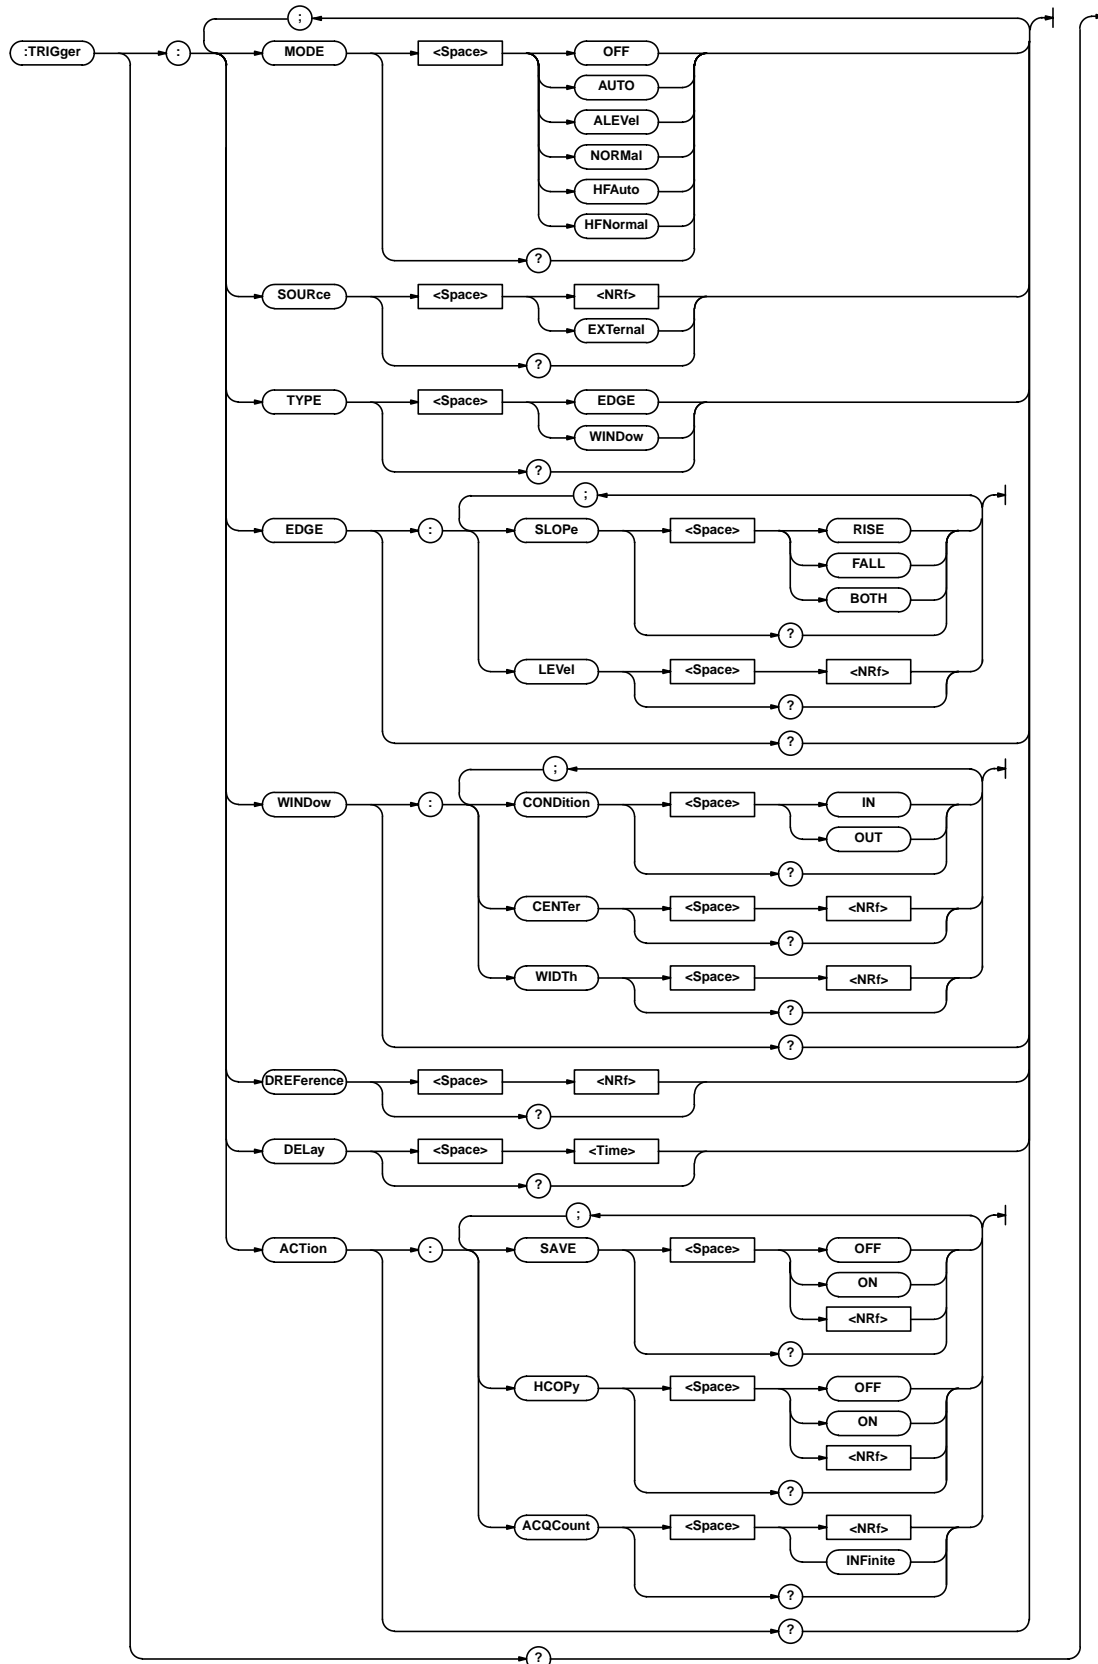 ;
:TRIGger : MODE <Space> OFF
AUTO
ALEVel
NORMal
HFAuto
HFNormal
?
SOURce <Space> <NRf>
EXTernal
?
TYPE <Space> EDGE
WINDow
?
;
EDGE : SLOPe <Space> RISE
FALL
BOTH
?
LEVel <Space> <NRf>
?
?
;
WINDow : CONDition <Space> IN
OUT
?
CENTer <Space> <NRf>
?
WIDTh <Space> <NRf>
?
?
DREFerence <Space> <NRf>
?
DELay <Space> <Time>
?
;
ACTion : SAVE <Space> OFF
ON
<NRf>
?
HCOPy <Space> OFF
ON
<NRf>
?
ACQCount <Space> <NRf>
INFinite
?
?
?